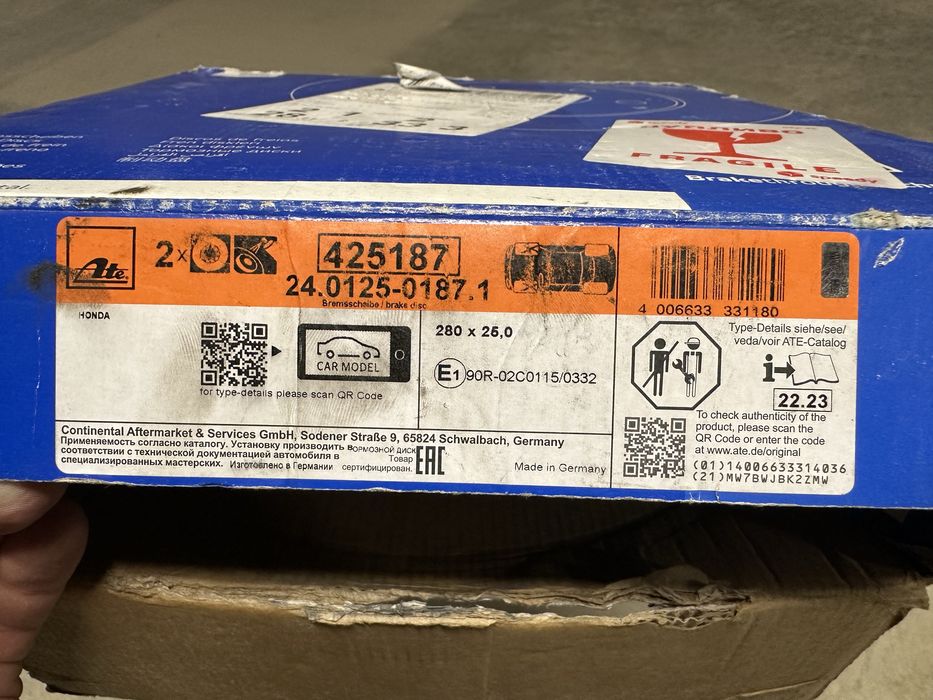 Discos de freins
FRAGILE
Ate
2x
425187
24.0125-0187.1
Bremsscheibe / brake disc
4 006633 331180
HONDA
CAR MODEL
for type-details please scan QR Code
280 x 25,0
E1 90R-02C0115/0332
Type-Details siehe/see/
veda/voir ATE-Catalog
i
22.23
To check authenticity of the
product, please scan the
QR Code or enter the code
at www.ate.de/original
(01)14006633314036
(21)MW7BWJBK2ZMW
Continental Aftermarket & Services GmbH, Sodener Straße 9, 65824 Schwalbach, Germany
Применяемость согласно каталогу. Установку производить в
соответствии с технической документацией автомобиля в
специализированных мастерских. Изготовлено в Германии
ТОРМОЗНОЙ ДИСК
Товар
сертифицирован.
EAC
Made in Germany